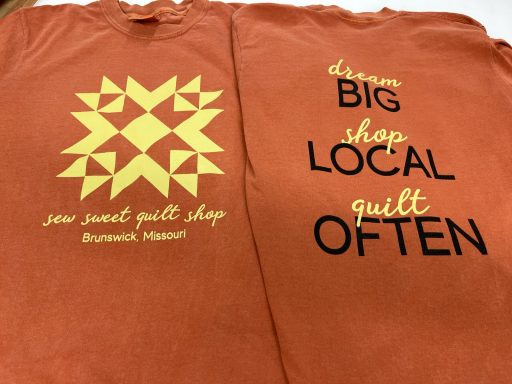 sew sweet quilt shop
Brunswick, Missouri
dream
BIG
shop
LOCAL
quilt
OFTEN